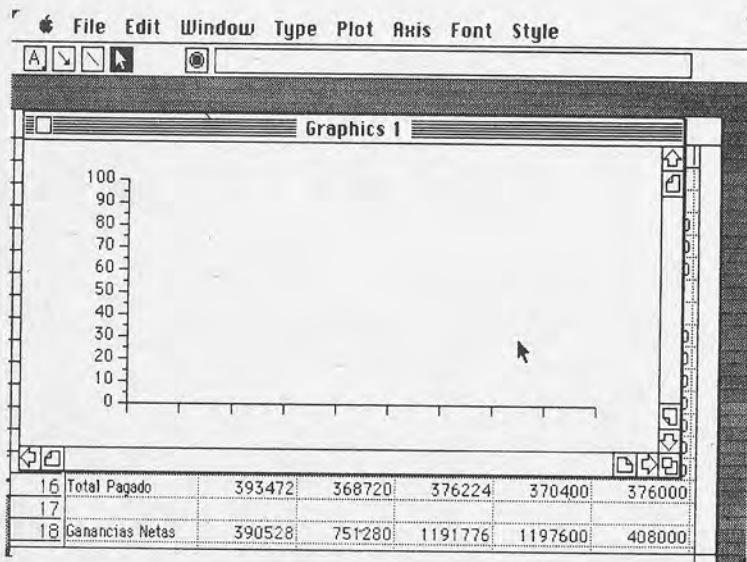 File Edit Window Type Plot Axis Font Style
A
Graphics 1
100
90
80
70
60
50
40
30
20
10
0
16 Total Pagado 393472 368720 376224 370400 376000
17
18 Ganancias Netas 390528 751280 1191776 1197600 408000